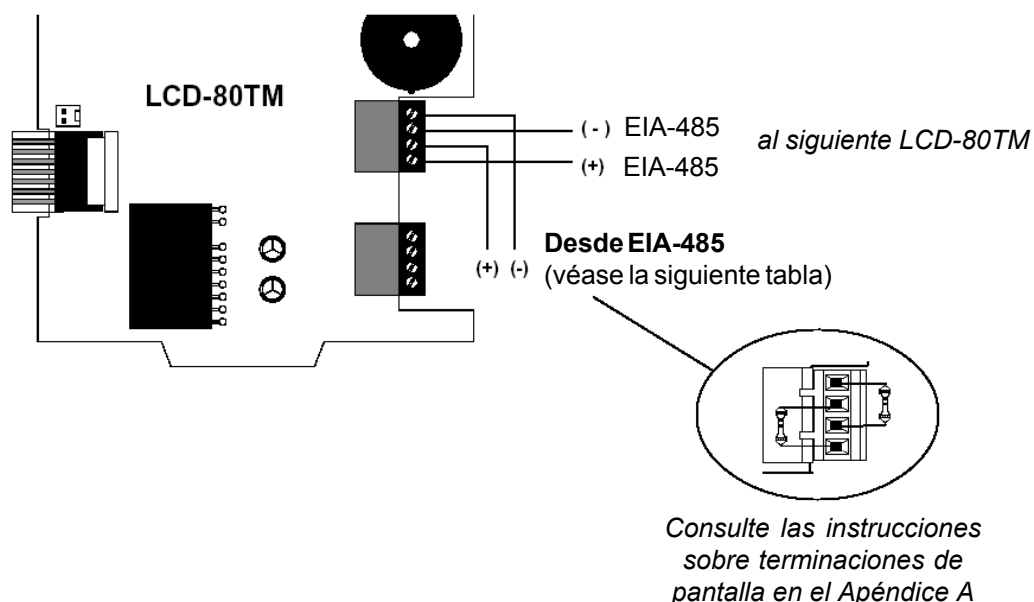 LCD-80TM
(-) EIA-485
al siguiente LCD-80TM
(+) EIA-485
Desde EIA-485
(+) (-)
(véase la siguiente tabla)
Consulte las instrucciones
sobre terminaciones de
pantalla en el Apéndice A